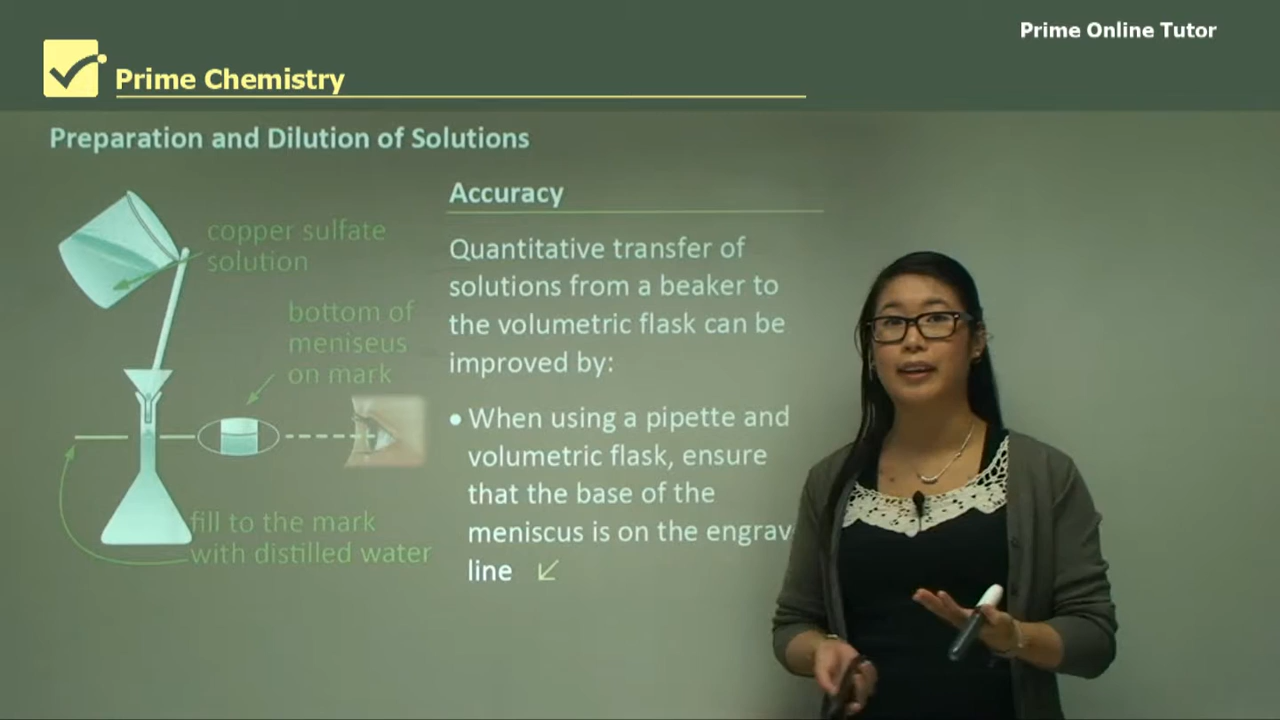 Prime Online Tutor
Prime Chemistry
Preparation and Dilution of Solutions
copper sulfate
solution
bottom of
meniseus
on mark
fill to the mark
with distilled water
Accuracy
Quantitative transfer of
solutions from a beaker to
the volumetric flask can be
improved by:
• When using a pipette and
volumetric flask, ensure
that the base of the
meniscus is on the engrav
line